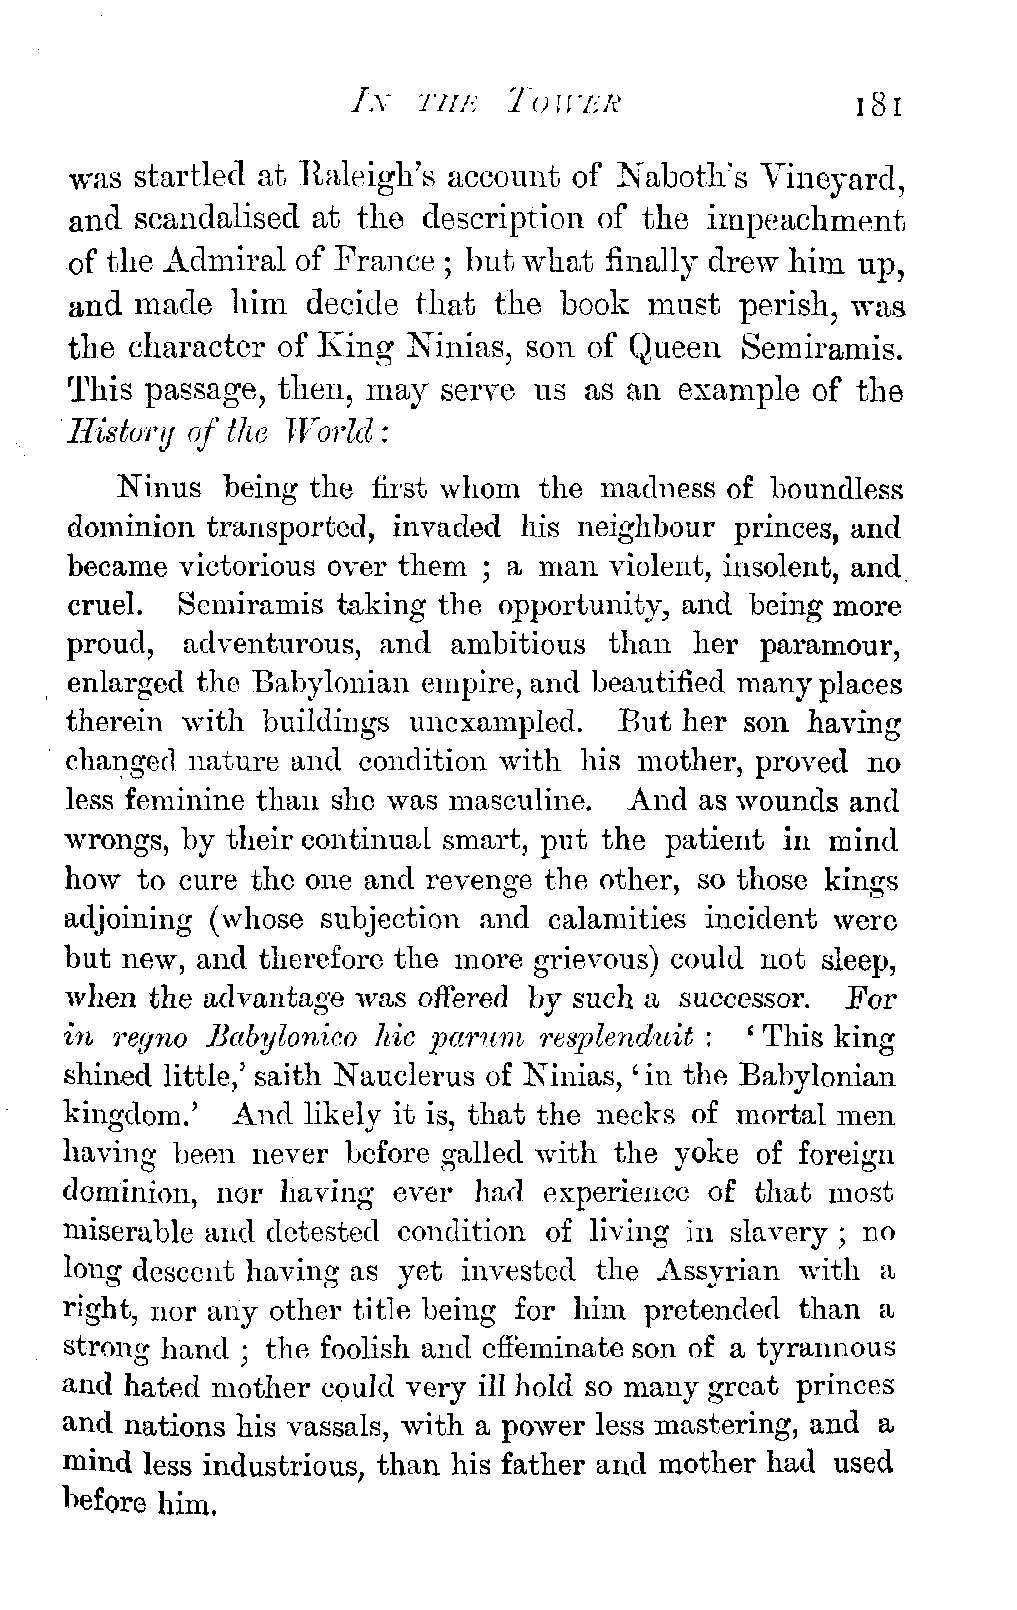 IN THE TOWER 181
was startled at Raleigh's account of Naboth's Vineyard,
and scandalised at the description of the impeachment
of the Admiral of France ; but what finally drew him up,
and made him decide that the book must perish, was
the character of King Ninias, son of Queen Semiramis.
This passage, then, may serve us as an example of the
History of the World :
Ninus being the first whom the madness of boundless
dominion transported, invaded his neighbour princes, and
became victorious over them ; a man violent, insolent, and
cruel. Semiramis taking the opportunity, and being more
proud, adventurous, and ambitious than her paramour,
enlarged the Babylonian empire, and beautified many places
therein with buildings unexampled. But her son having
changed nature and condition with his mother, proved no
less feminine than she was masculine. And as wounds and
wrongs, by their continual smart, put the patient in mind
how to cure the one and revenge the other, so those kings
adjoining (whose subjection and calamities incident were
but new, and therefore the more grievous) could not sleep,
when the advantage was offered by such a successor. For
in regno Babylonico hic parum resplenduit : ‘ This king
shined little,’ saith Nauclerus of Ninias, ‘ in the Babylonian
kingdom.’ And likely it is, that the necks of mortal men
having been never before galled with the yoke of foreign
dominion, nor having ever had experience of that most
miserable and detested condition of living in slavery ; no
long descent having as yet invested the Assyrian with a
right, nor any other title being for him pretended than a
strong hand ; the foolish and effeminate son of a tyrannous
and hated mother could very ill hold so many great princes
and nations his vassals, with a power less mastering, and a
mind less industrious, than his father and mother had used
before him.